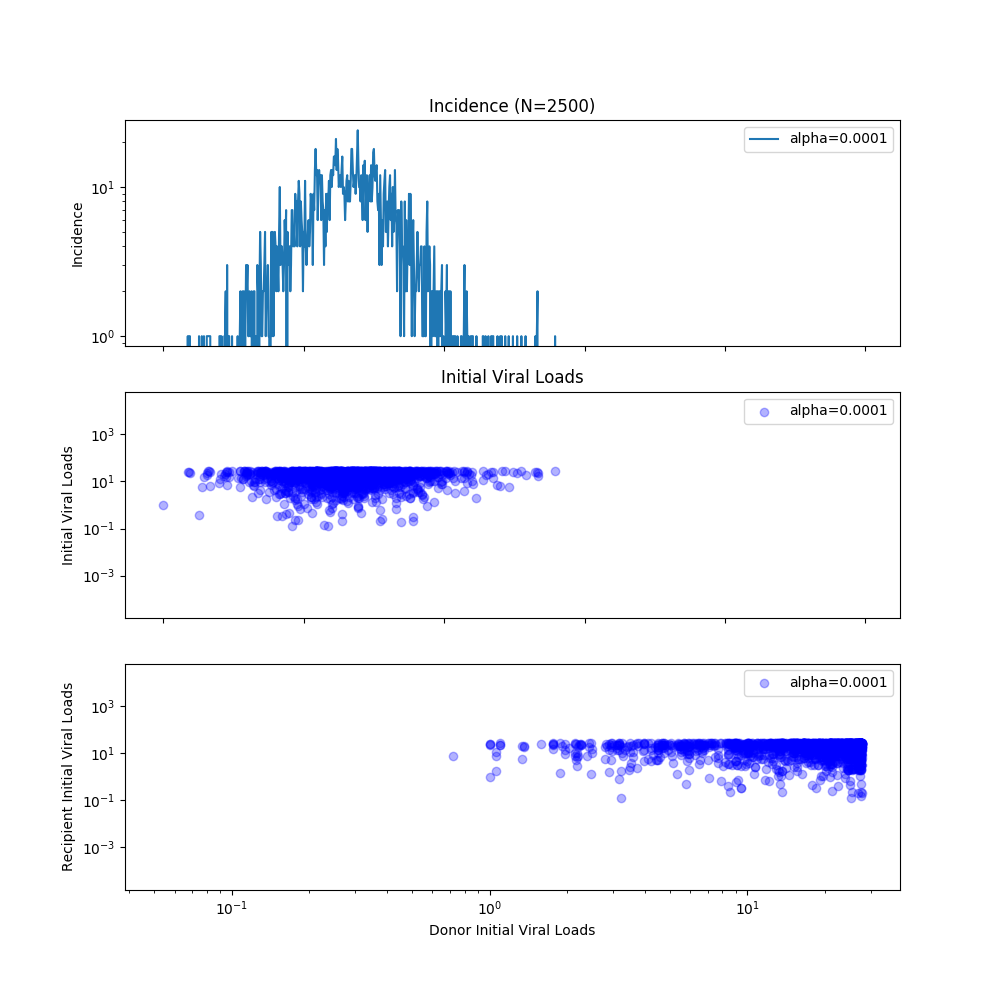 Incidence (N=2500)
alpha=0.0001
Incidence
10¹
10⁰
Initial Viral Loads
alpha=0.0001
Initial Viral Loads
10³
10¹
10⁻¹
10⁻³
alpha=0.0001
Recipient Initial Viral Loads
10³
10¹
10⁻¹
10⁻³
10⁻¹ 10⁰ 10¹
Donor Initial Viral Loads